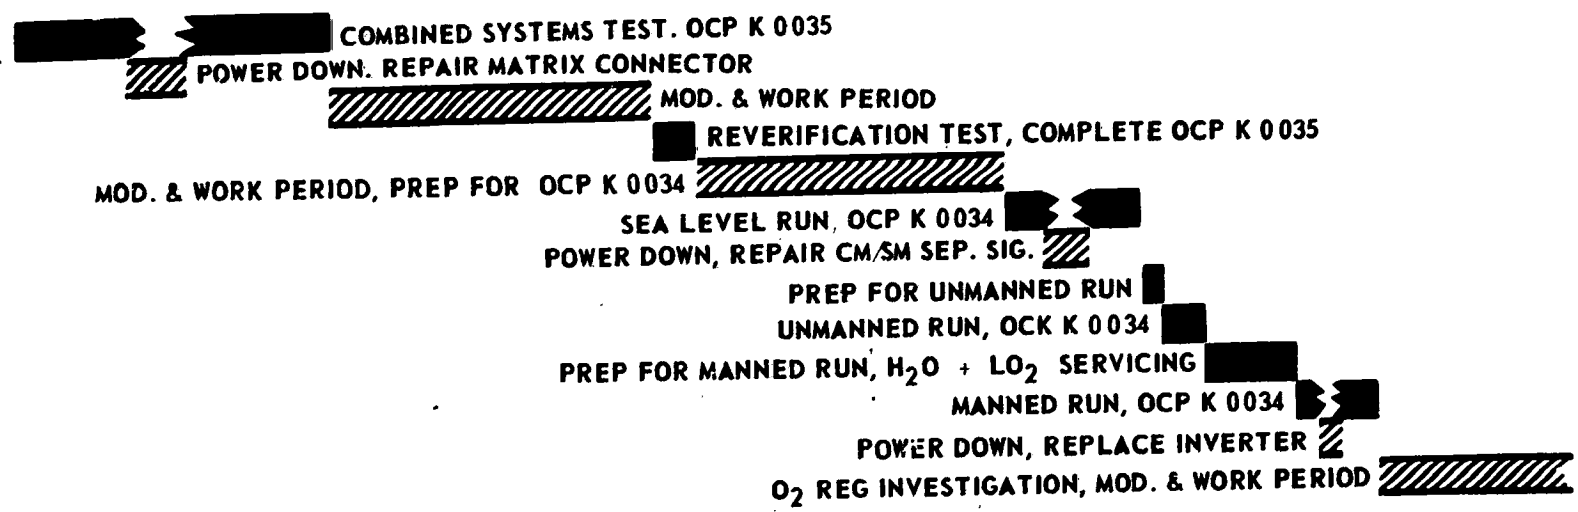 COMBINED SYSTEMS TEST. OCP K 0035
POWER DOWN. REPAIR MATRIX CONNECTOR
MOD. & WORK PERIOD
REVERIFICATION TEST, COMPLETE OCP K 0035
MOD. & WORK PERIOD, PREP FOR OCP K 0034
SEA LEVEL RUN, OCP K 0034
POWER DOWN, REPAIR CM/SM SEP. SIG.
PREP FOR UNMANNED RUN
UNMANNED RUN, OCK K 0034
PREP FOR MANNED RUN, H₂O + LO₂ SERVICING
MANNED RUN, OCP K 0034
POWER DOWN, REPLACE INVERTER
O₂ REG INVESTIGATION, MOD. & WORK PERIOD